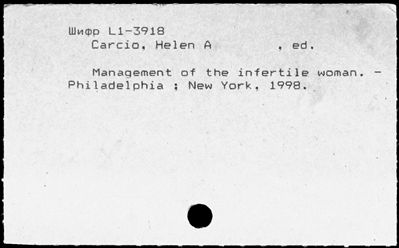 Шифр L1-3918
Carcio, Helen A , ed.
Management of the infertile woman. –
Philadelphia ; New York, 1998.